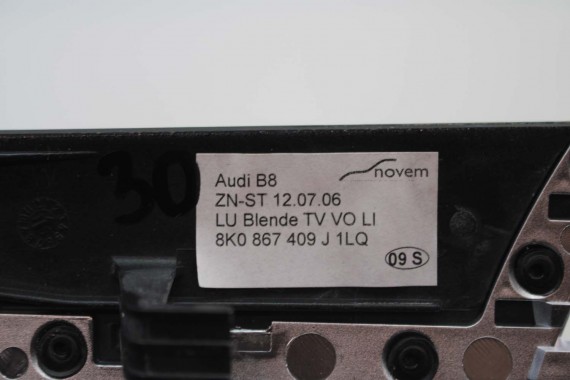 30
novem
Audi B8
ZN-ST 12.07.06
LU Blende TV VO LI
8K0 867 409 J 1LQ
09 S